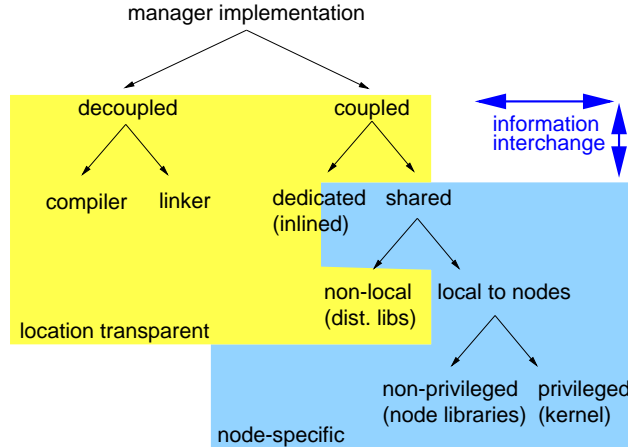 manager implementation
decoupled
coupled
information
interchange
compiler
linker
dedicated
(inlined)
shared
non-local
(dist. libs)
local to nodes
location transparent
non-privileged
(node libraries)
privileged
(kernel)
node-specific